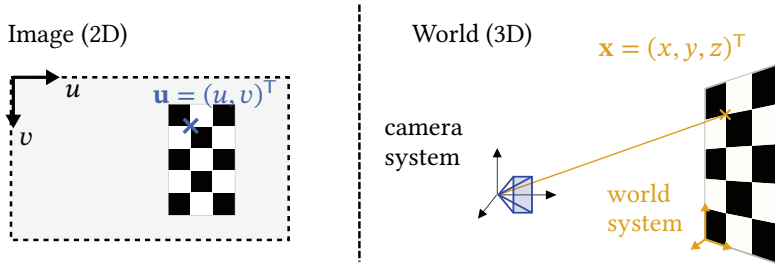 Image (2D)
u
v
𝐮 = (u, v)ᵀ
World (3D)
𝐱 = (x, y, z)ᵀ
camera
system
world
system